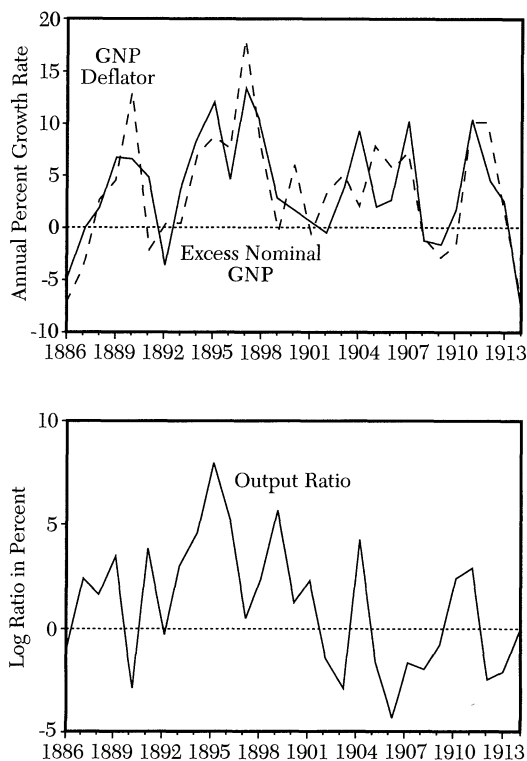 20
GNP
Deflator
15
10
5
0
Excess Nominal
GNP
-5
-10
1886 1889 1892 1895 1898 1901 1904 1907 1910 1913
Annual Percent Growth Rate
10
Output Ratio
5
0
-5
1886 1889 1892 1895 1898 1901 1904 1907 1910 1913
Log Ratio in Percent